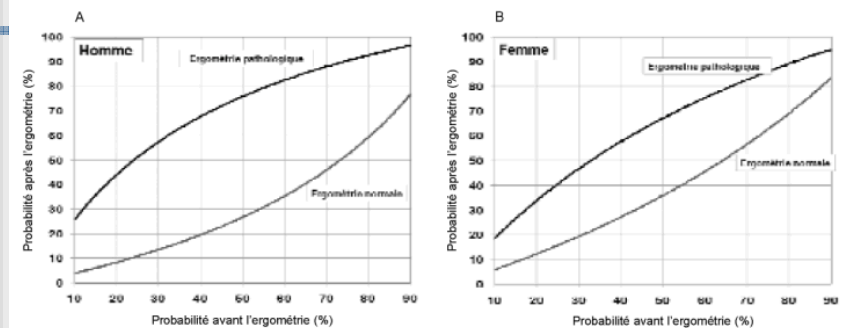 A
Homme
Ergométrie pathologique
Ergométrie normale
Probabilité après l'ergométrie (%)
100
90
80
70
60
50
40
30
20
10
0
10 20 30 40 50 60 70 80 90
Probabilité avant l'ergométrie (%)
B
Femme
Ergométrie pathologique
Ergométrie normale
Probabilité après l'ergométrie (%)
100
90
80
70
60
50
40
30
20
10
0
10 20 30 40 50 60 70 80 90
Probabilité avant l'ergométrie (%)